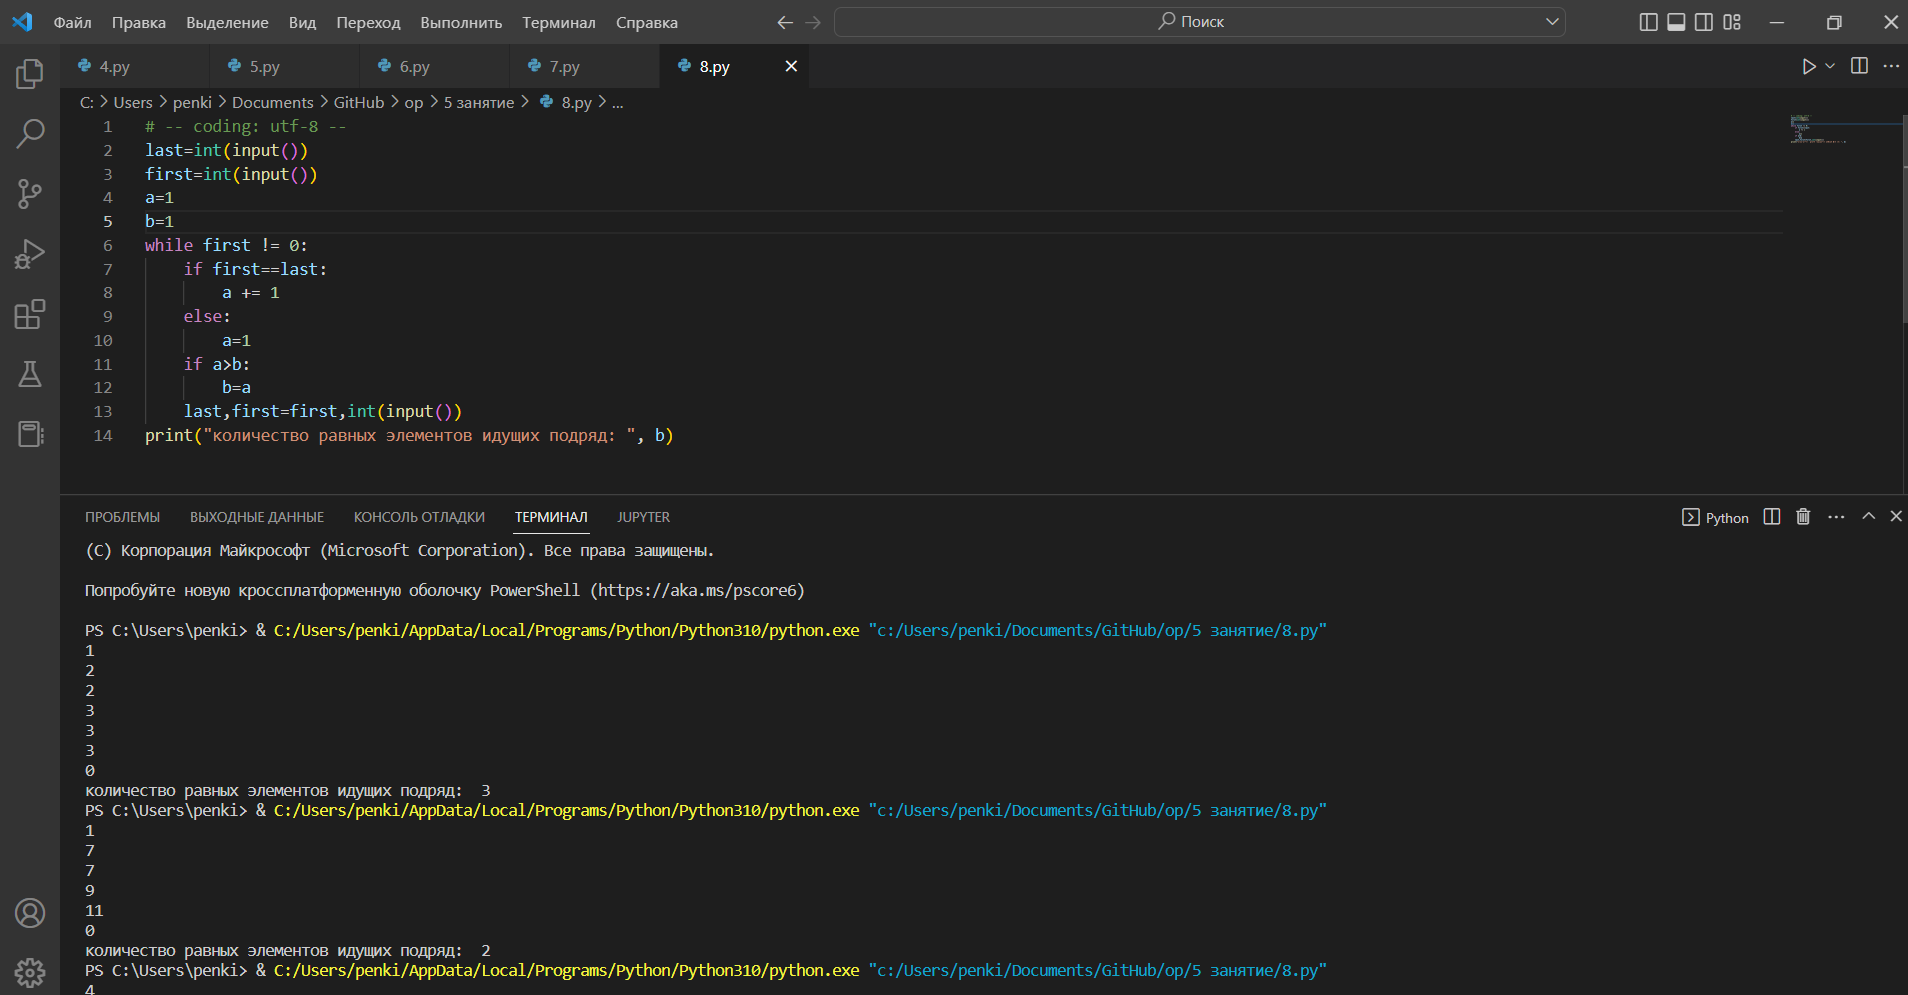 Файл Правка Выделение Вид Переход Выполнить Терминал Справка Поиск
4.py 5.py 6.py 7.py 8.py
C: > Users > penki > Documents > GitHub > op > 5 занятие > 8.py > ...
1 # -- coding: utf-8 --
2 last=int(input())
3 first=int(input())
4 a=1
5 b=1
6 while first != 0:
7 if first==last:
8 a += 1
9 else:
10 a=1
11 if a>b:
12 b=a
13 last,first=first,int(input())
14 print("количество равных элементов идущих подряд: ", b)
ПРОБЛЕМЫ ВЫХОДНЫЕ ДАННЫЕ КОНСОЛЬ ОТЛАДКИ ТЕРМИНАЛ JUPYTER Python
(C) Корпорация Майкрософт (Microsoft Corporation). Все права защищены.
Попробуйте новую кроссплатформенную оболочку PowerShell (https://aka.ms/pscore6)
PS C:\Users\penki> & C:/Users/penki/AppData/Local/Programs/Python/Python310/python.exe "c:/Users/penki/Documents/GitHub/op/5 занятие/8.py"
1
2
2
3
3
3
0
количество равных элементов идущих подряд:  3
PS C:\Users\penki> & C:/Users/penki/AppData/Local/Programs/Python/Python310/python.exe "c:/Users/penki/Documents/GitHub/op/5 занятие/8.py"
1
7
7
9
11
0
количество равных элементов идущих подряд:  2
PS C:\Users\penki> & C:/Users/penki/AppData/Local/Programs/Python/Python310/python.exe "c:/Users/penki/Documents/GitHub/op/5 занятие/8.py"
4